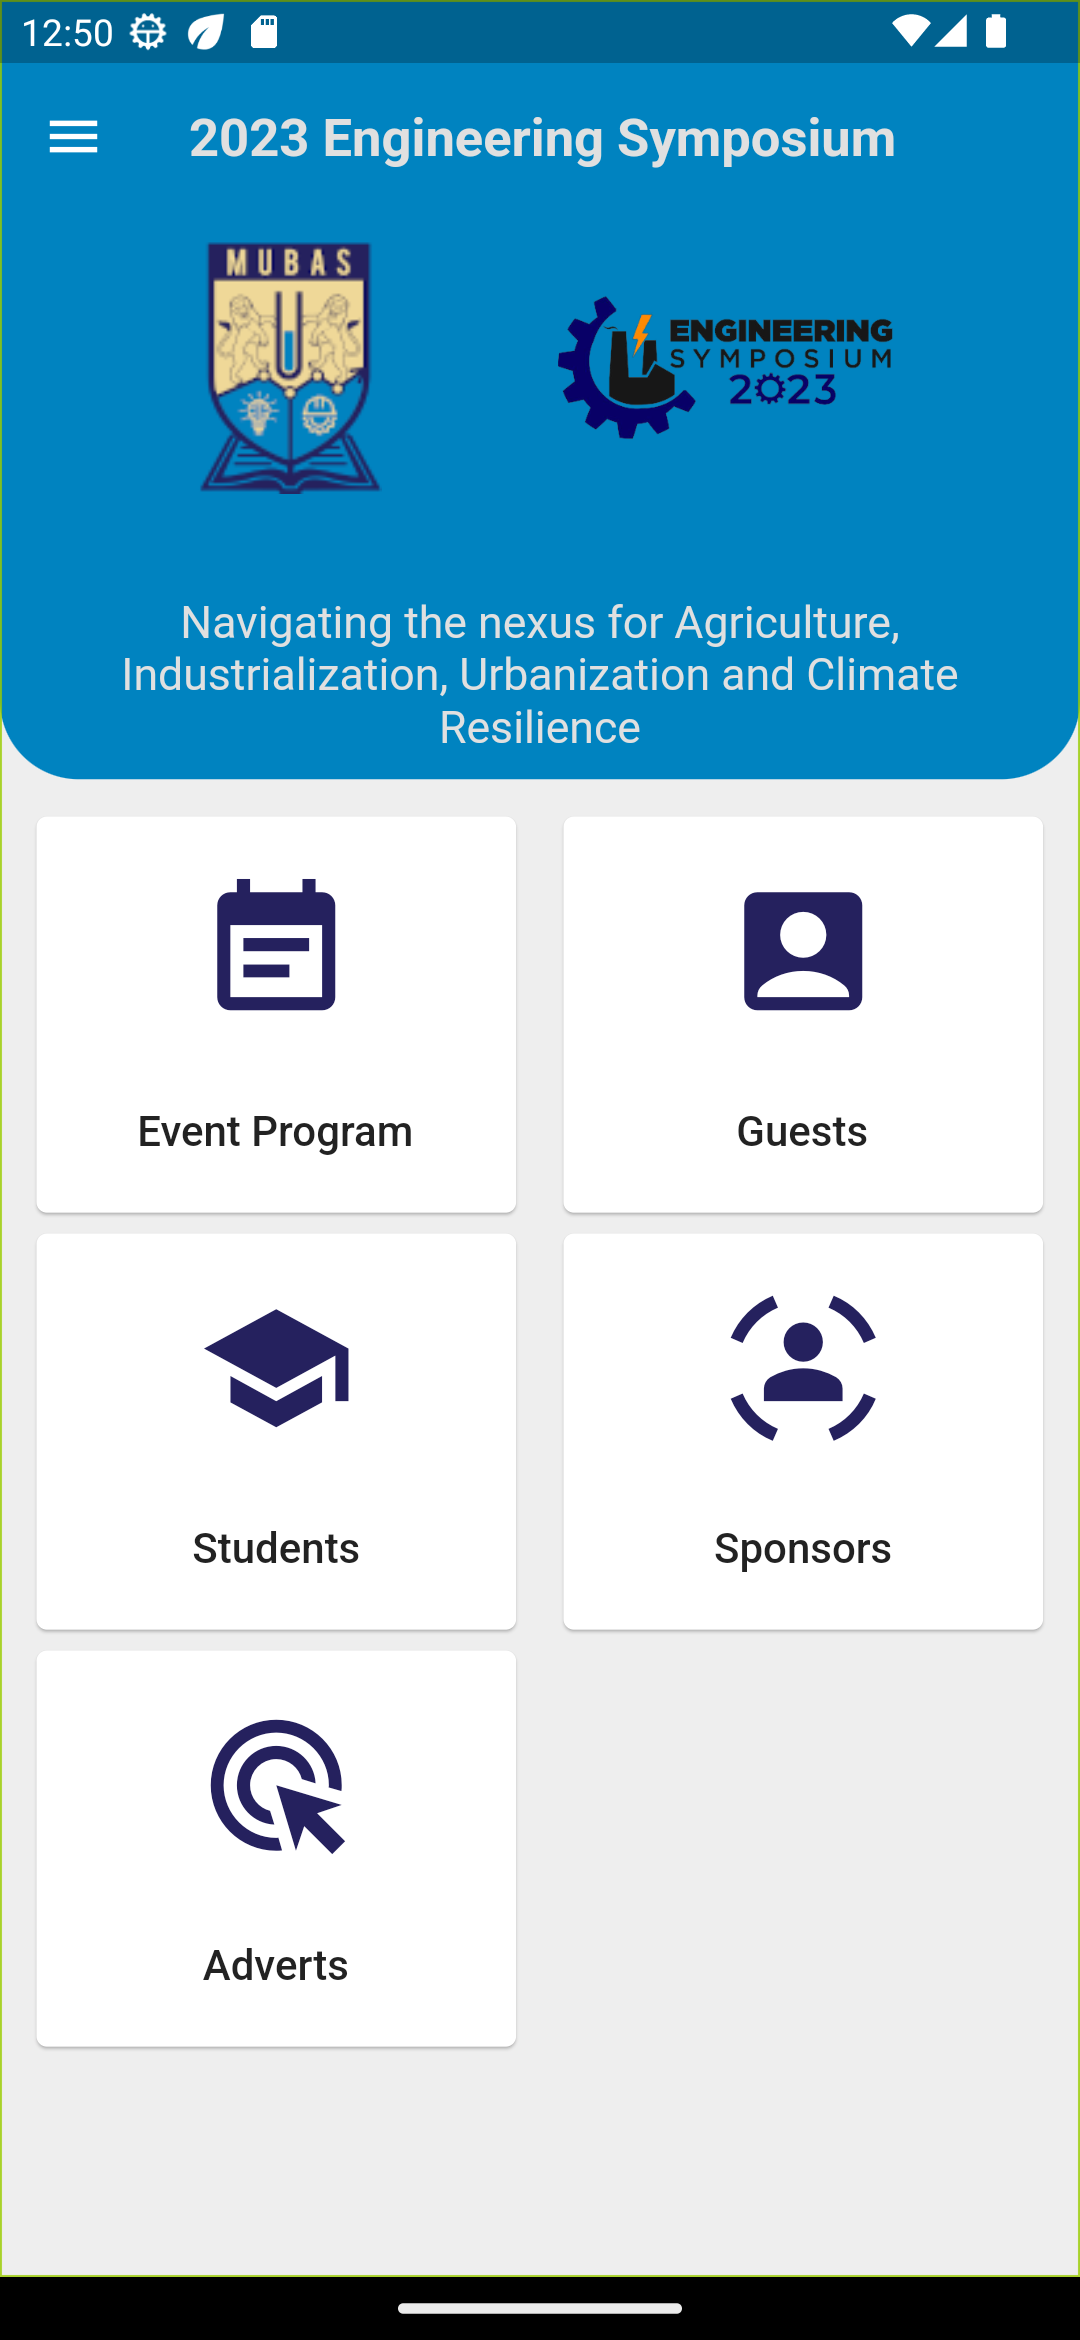 12:50
2023 Engineering Symposium
MUBAS
ENGINEERING
SYMPOSIUM
2023
Navigating the nexus for Agriculture,
Industrialization, Urbanization and Climate
Resilience
Event Program
Guests
Students
Sponsors
Adverts